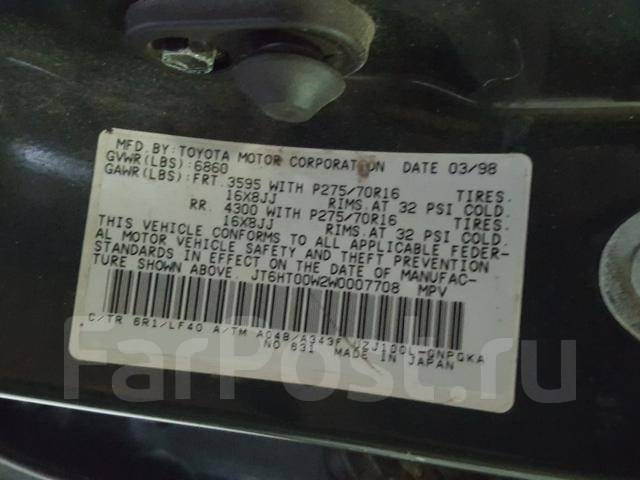 MFD. BY: TOYOTA MOTOR CORPORATION DATE 03/98
GVWR(LBS):6860
GAWR(LBS):FRT. 3595 WITH P275/70R16 TIRES.
16X8JJ RIMS.AT 32 PSI COLD.
RR. 4300 WITH P275/70R16 TIRES.
16X8JJ RIMS.AT 32 PSI COLD.
THIS VEHICLE CONFORMS TO ALL APPLICABLE FEDER-
AL MOTOR VEHICLE SAFETY AND THEFT PREVENTION
STANDARDS IN EFFECT ON THE DATE OF MANUFAC-
TURE SHOWN ABOVE. JT6HT00W2W0007708 MPV
C/TR 6R1/LF40 A/TM A04B/A343F UZJ100L-GNPGKA
NO 631 MADE IN JAPAN
FarPost.ru